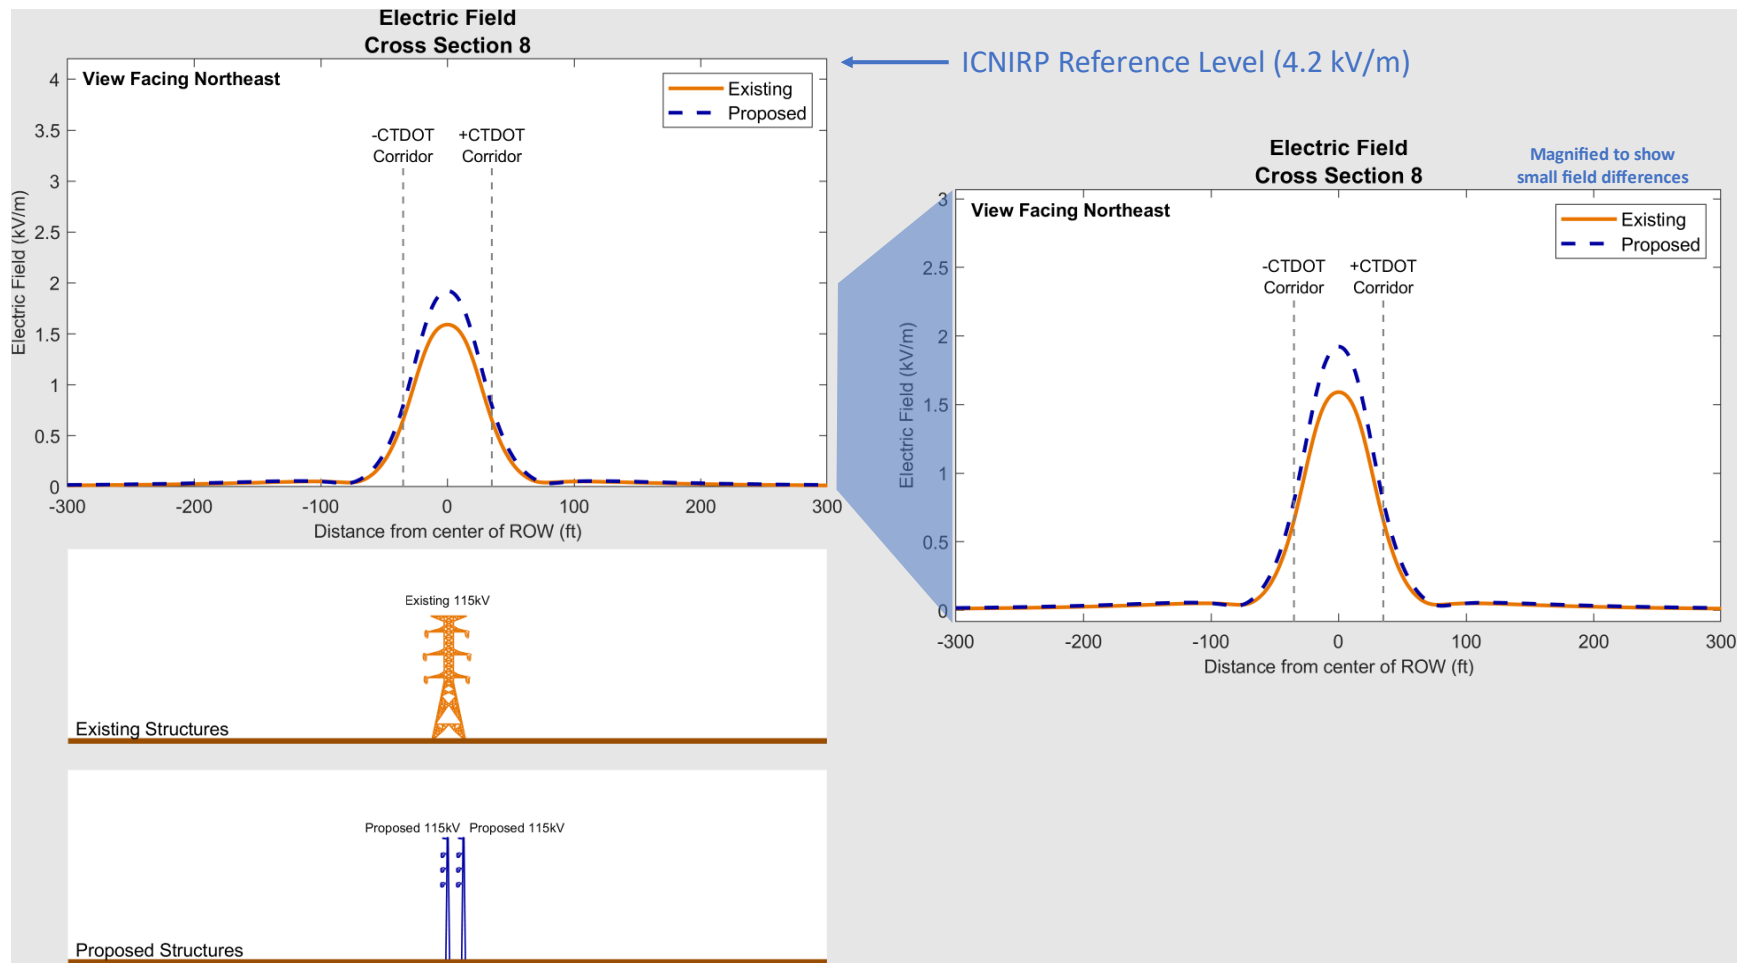 Electric Field
Cross Section 8
ICNIRP Reference Level (4.2 kV/m)
View Facing Northeast
Existing
Proposed
-CTDOT
Corridor
+CTDOT
Corridor
4
3.5
3
2.5
2
1.5
1
0.5
0
Electric Field (kV/m)
-300
-200
-100
0
100
200
300
Distance from center of ROW (ft)
Electric Field
Cross Section 8
Magnified to show
small field differences
View Facing Northeast
Existing
Proposed
-CTDOT
Corridor
+CTDOT
Corridor
3
2.5
2
1.5
1
0.5
0
Electric Field (kV/m)
-300
-200
-100
0
100
200
300
Distance from center of ROW (ft)
Existing 115kV
Existing Structures
Proposed 115kV
Proposed 115kV
Proposed Structures